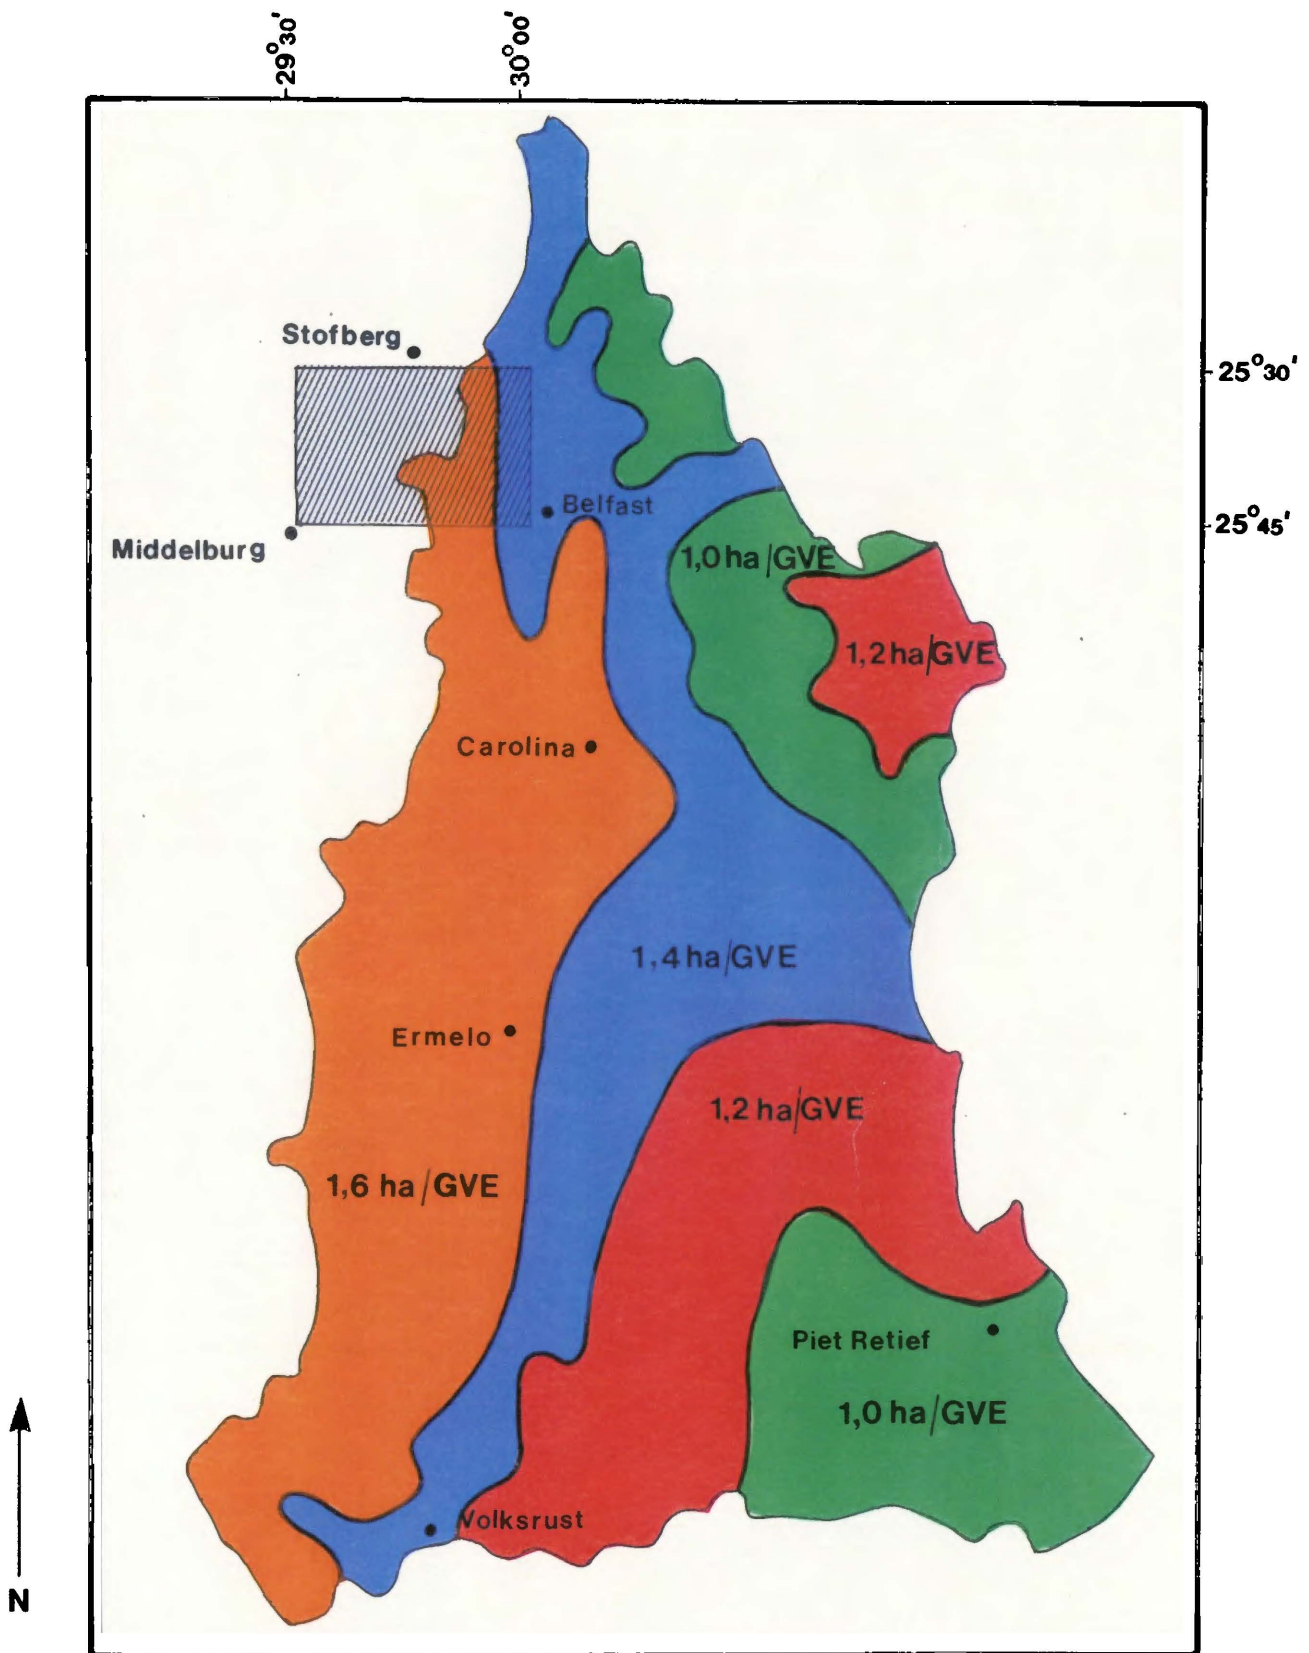 29°30'
30°00'
Stofberg
25°30'
Belfast
25°45'
Middelburg
1,0 ha/GVE
1,2 ha/GVE
Carolina
1,4 ha/GVE
Ermelo
1,2 ha/GVE
1,6 ha/GVE
Piet Retief
1,0 ha/GVE
Volksrust
N